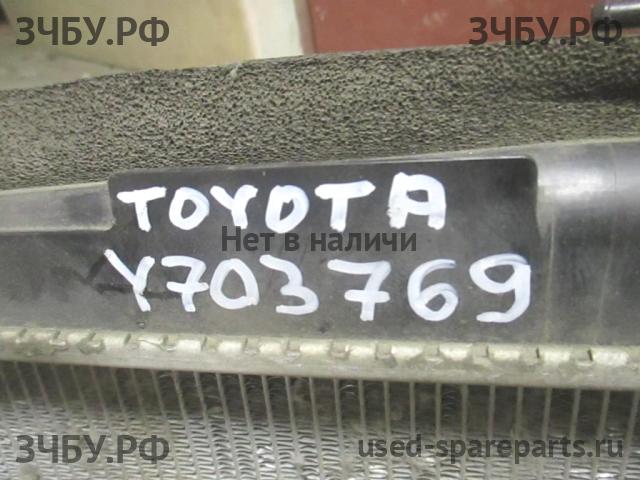 ЗЧБУ.РФ ЗЧБУ.РФ
TOYOTA
Нет в наличи
Y703769
ЗЧБУ.РФ used-spareparts.ru